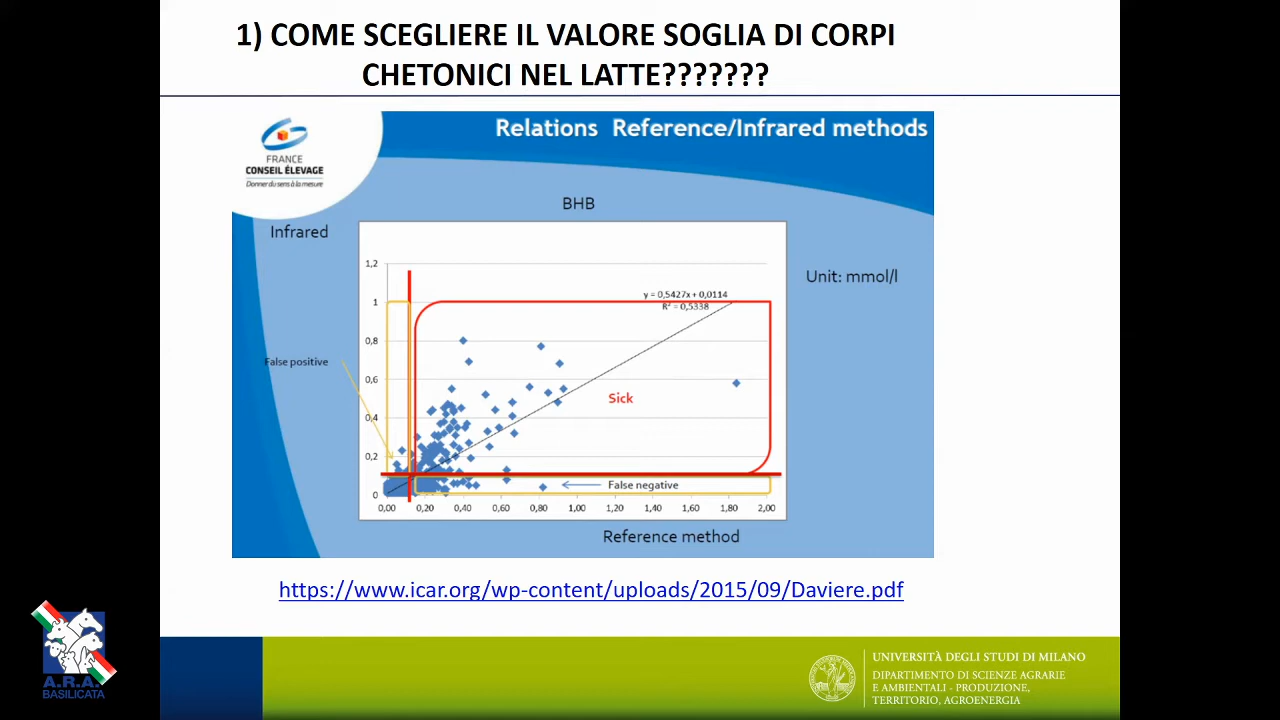 1) COME SCEGLIERE IL VALORE SOGLIA DI CORPI
CHETONICI NEL LATTE???????
Relations Reference/Infrared methods
FRANCE
CONSEIL ÉLEVAGE
Donner du sens à la mesure
BHB
Infrared
Unit: mmol/l
1,2
y = 0,5427x + 0,0114
1
R² = 0,5338
0,8
False positive
0,6
Sick
0,4
0,2
False negative
0
0,00 0,20 0,40 0,60 0,80 1,00 1,20 1,40 1,60 1,80 2,00
Reference method
https://www.icar.org/wp-content/uploads/2015/09/Daviere.pdf
A.R.A.
BASILICATA
UNIVERSITÀ DEGLI STUDI DI MILANO
DIPARTIMENTO DI SCIENZE AGRARIE
E AMBIENTALI - PRODUZIONE,
TERRITORIO, AGROENERGIA